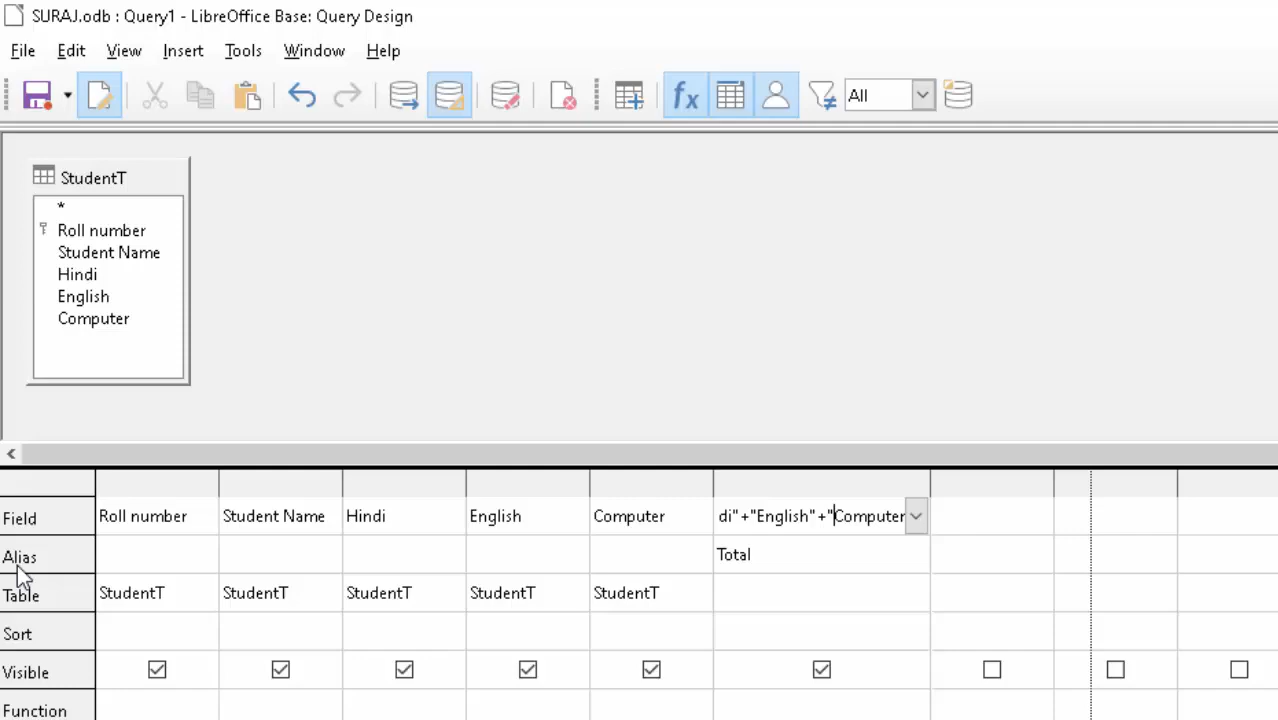 SURAJ.odb : Query1 - LibreOffice Base: Query Design
File Edit View Insert Tools Window Help
fx All
StudentT
*
Roll number
Student Name
Hindi
English
Computer
Field Roll number Student Name Hindi English Computer di"+"English"+"Computer
Alias Total
Table StudentT StudentT StudentT StudentT StudentT
Sort
Visible
Function